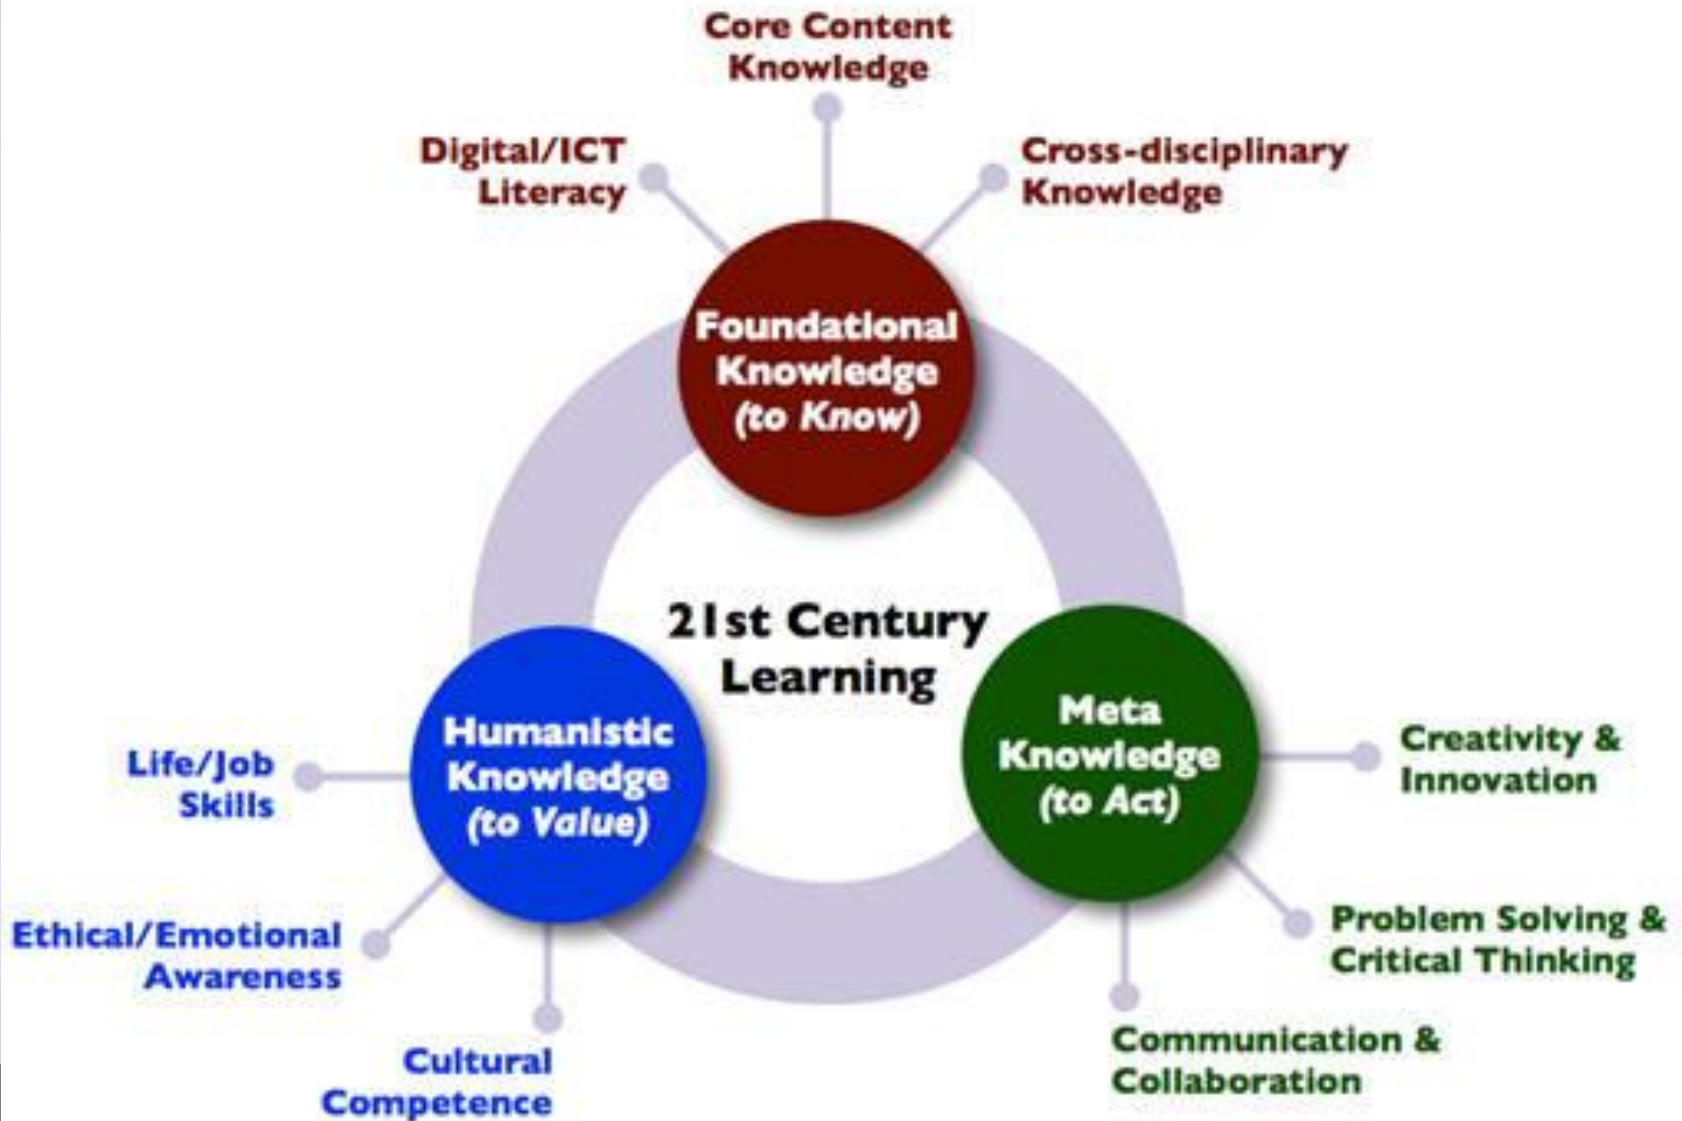 Core Content
Knowledge
Digital/ICT
Literacy
Cross-disciplinary
Knowledge
Foundational
Knowledge
(to Know)
21st Century
Learning
Humanistic
Knowledge
(to Value)
Meta
Knowledge
(to Act)
Life/Job
Skills
Ethical/Emotional
Awareness
Cultural
Competence
Creativity &
Innovation
Problem Solving &
Critical Thinking
Communication &
Collaboration